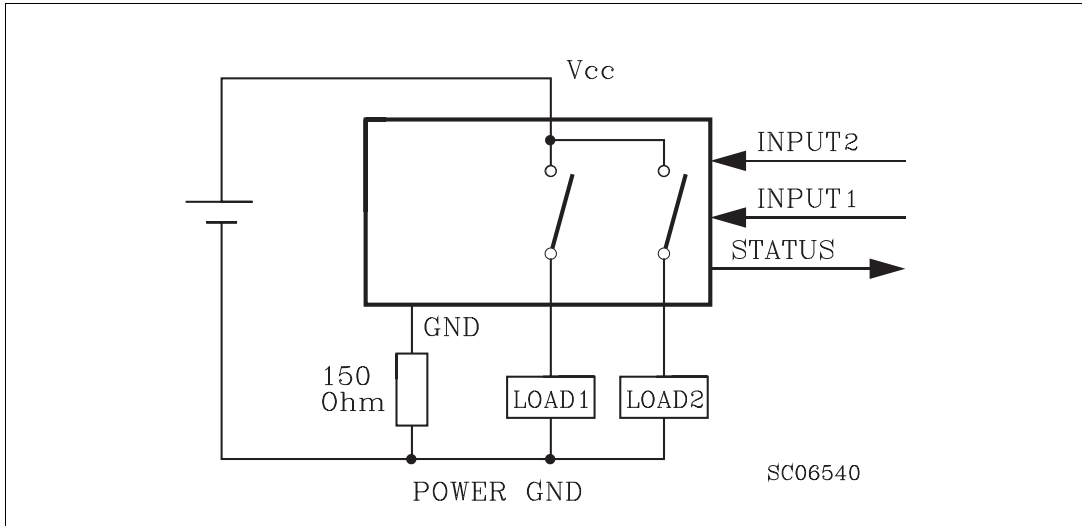 Vcc
INPUT2
INPUT1
STATUS
GND
150
Ohm
LOAD1
LOAD2
SC06540
POWER GND